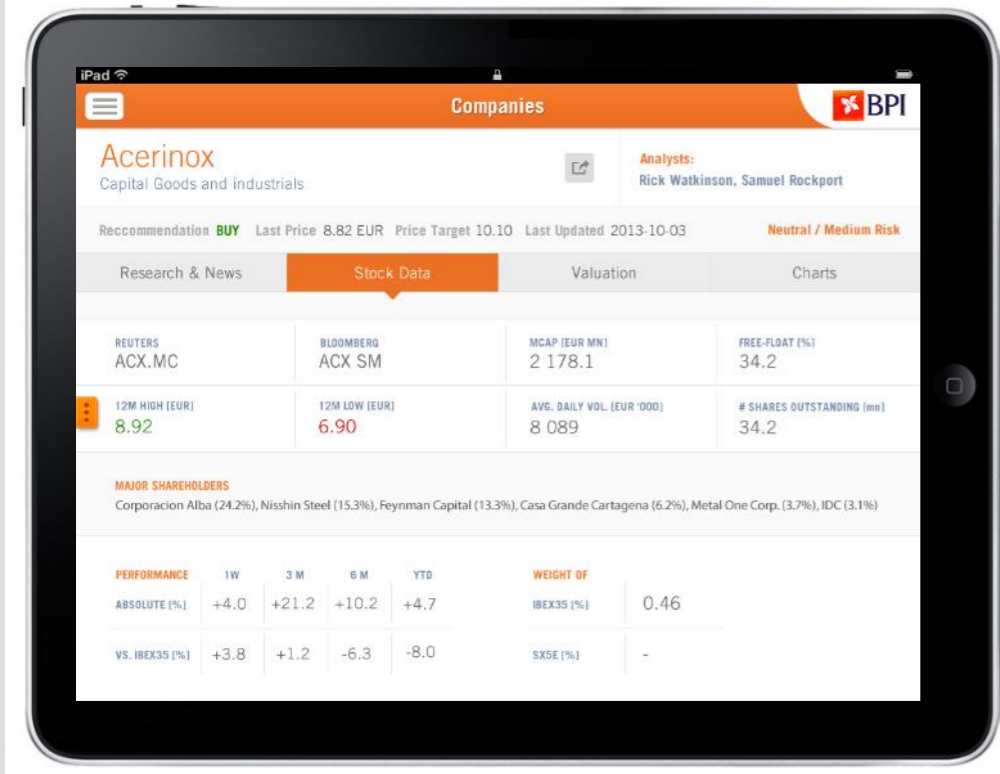 iPad
Companies
BPI
Acerinox
Capital Goods and industrials
Analysts:
Rick Watkinson, Samuel Rockport
Reccommendation BUY Last Price 8.82 EUR Price Target 10.10 Last Updated 2013-10-03 Neutral / Medium Risk
Research & News Stock Data Valuation Charts
REUTERS BLOOMBERG MCAP [EUR MN] FREE-FLOAT [%]
ACX.MC ACX SM 2 178.1 34.2
12M HIGH [EUR] 12M LOW [EUR] AVG. DAILY VOL. [EUR '000] # SHARES OUTSTANDING [mn]
8.92 6.90 8 089 34.2
MAJOR SHAREHOLDERS
Corporacion Alba (24.2%), Nisshin Steel (15.3%), Feynman Capital (13.3%), Casa Grande Cartagena (6.2%), Metal One Corp. (3.7%), IDC (3.1%)
PERFORMANCE 1W 3 M 6 M YTD WEIGHT OF
ABSOLUTE [%] +4.0 +21.2 +10.2 +4.7 IBEX35 [%] 0.46
VS. IBEX35 [%] +3.8 +1.2 -6.3 -8.0 SX5E [%] -